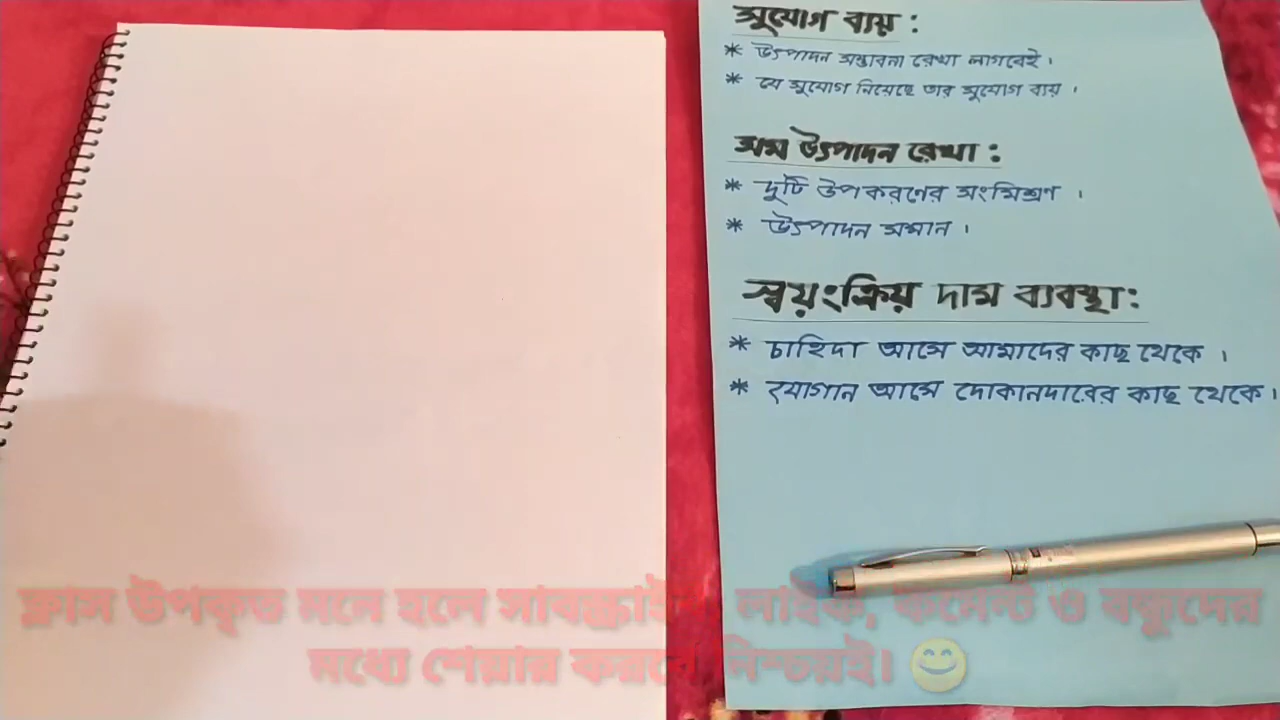 সুযোগ ব্যয় :
* উৎপাদন সম্ভাবনা রেখা লাগবেই ।
* যে সুযোগ নিয়েছে তার সুযোগ ব্যয় ।
সম উৎপাদন রেখা :
* দুটি উপকরণের সংমিশ্রণ ।
* উৎপাদন সমান ।
স্বয়ংক্রিয় দাম ব্যবস্থা :
* চাহিদা আসে আমাদের কাছ থেকে ।
* যোগান আসে দোকানদারের কাছ থেকে ।
ক্লাস উপকৃত মনে হলে সাবস্ক্রাইব, লাইক, কমেন্ট ও বন্ধুদের
মধ্যে শেয়ার করবে নিশ্চয়ই। 😊